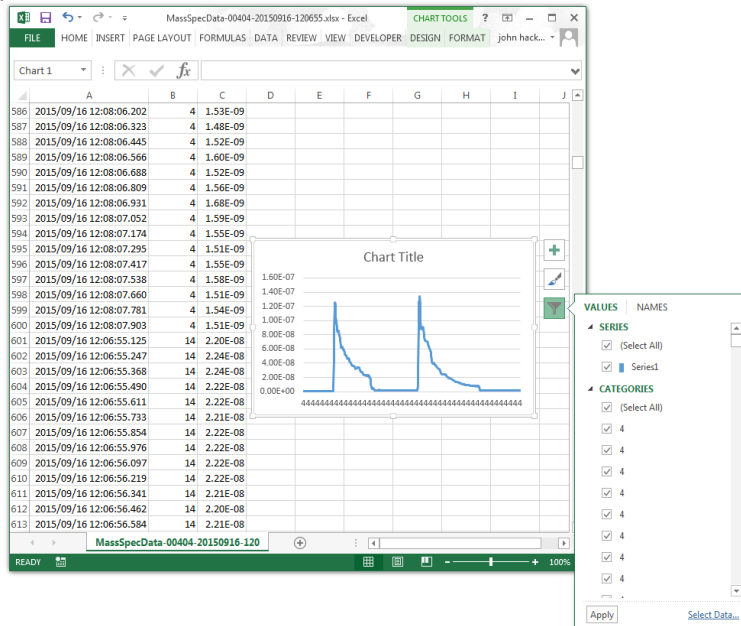 MassSpecData-00404-20150916-120655.xlsx - Excel
CHART TOOLS
?
FILE HOME INSERT PAGE LAYOUT FORMULAS DATA REVIEW VIEW DEVELOPER DESIGN FORMAT john hack...
Chart 1
fx
A B C D E F G H I J
586 2015/09/16 12:08:06.202 4 1.53E-09
587 2015/09/16 12:08:06.323 4 1.48E-09
588 2015/09/16 12:08:06.445 4 1.52E-09
589 2015/09/16 12:08:06.566 4 1.60E-09
590 2015/09/16 12:08:06.688 4 1.52E-09
591 2015/09/16 12:08:06.809 4 1.56E-09
592 2015/09/16 12:08:06.931 4 1.68E-09
593 2015/09/16 12:08:07.052 4 1.59E-09
594 2015/09/16 12:08:07.174 4 1.55E-09
595 2015/09/16 12:08:07.295 4 1.51E-09
596 2015/09/16 12:08:07.417 4 1.55E-09
597 2015/09/16 12:08:07.538 4 1.58E-09
598 2015/09/16 12:08:07.660 4 1.51E-09
599 2015/09/16 12:08:07.781 4 1.54E-09
600 2015/09/16 12:08:07.903 4 1.51E-09
601 2015/09/16 12:06:55.125 14 2.20E-08
602 2015/09/16 12:06:55.247 14 2.24E-08
603 2015/09/16 12:06:55.368 14 2.24E-08
604 2015/09/16 12:06:55.490 14 2.22E-08
605 2015/09/16 12:06:55.611 14 2.22E-08
606 2015/09/16 12:06:55.733 14 2.21E-08
607 2015/09/16 12:06:55.854 14 2.22E-08
608 2015/09/16 12:06:55.976 14 2.22E-08
609 2015/09/16 12:06:56.097 14 2.21E-08
610 2015/09/16 12:06:56.219 14 2.22E-08
611 2015/09/16 12:06:56.341 14 2.21E-08
612 2015/09/16 12:06:56.462 14 2.20E-08
613 2015/09/16 12:06:56.584 14 2.21E-08
Chart Title
1.60E-07
1.40E-07
1.20E-07
1.00E-07
8.00E-08
6.00E-08
4.00E-08
2.00E-08
0.00E+00
VALUES NAMES
SERIES
(Select All)
Series1
CATEGORIES
(Select All)
4
4
4
4
4
4
4
4
Apply Select Data...
MassSpecData-00404-20150916-120
READY
100%